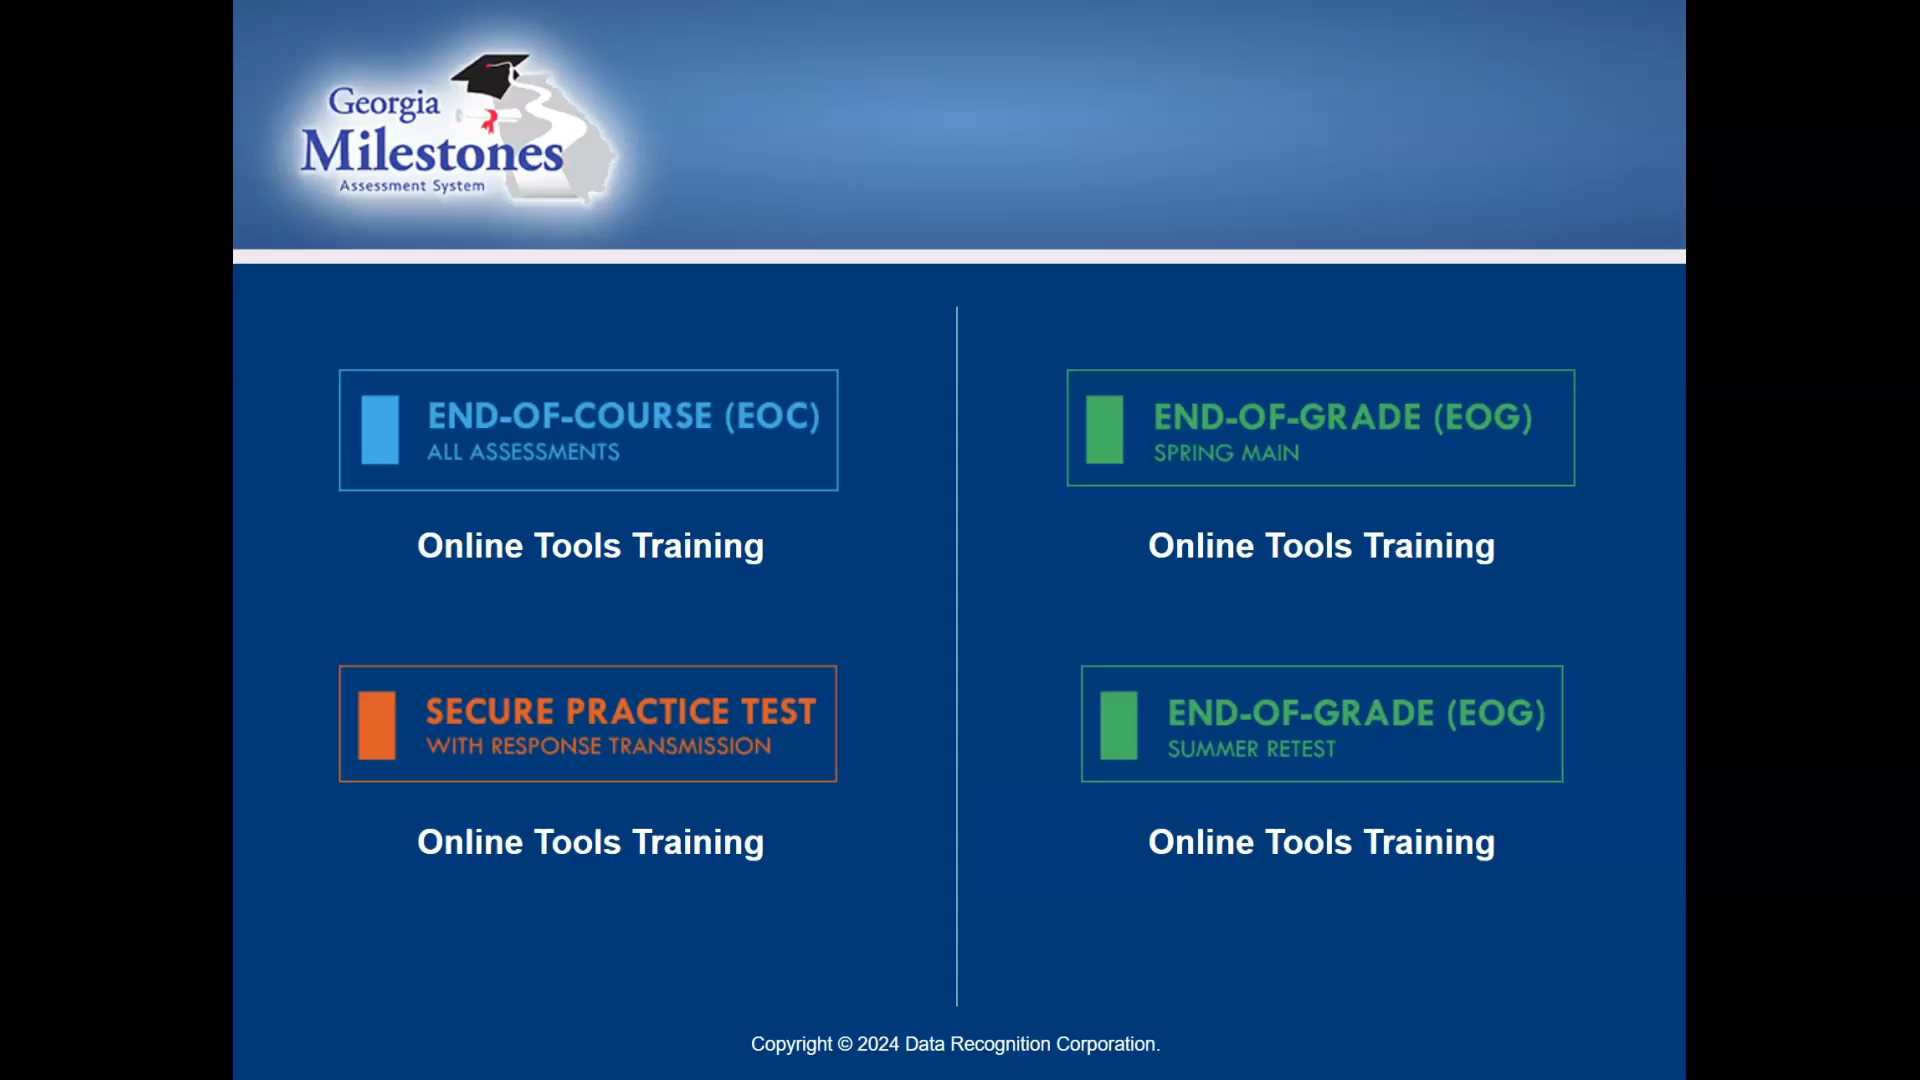 Georgia
Milestones
Assessment System
END-OF-COURSE (EOC)
ALL ASSESSMENTS
Online Tools Training
SECURE PRACTICE TEST
WITH RESPONSE TRANSMISSION
Online Tools Training
END-OF-GRADE (EOG)
SPRING MAIN
Online Tools Training
END-OF-GRADE (EOG)
SUMMER RETEST
Online Tools Training
Copyright © 2024 Data Recognition Corporation.